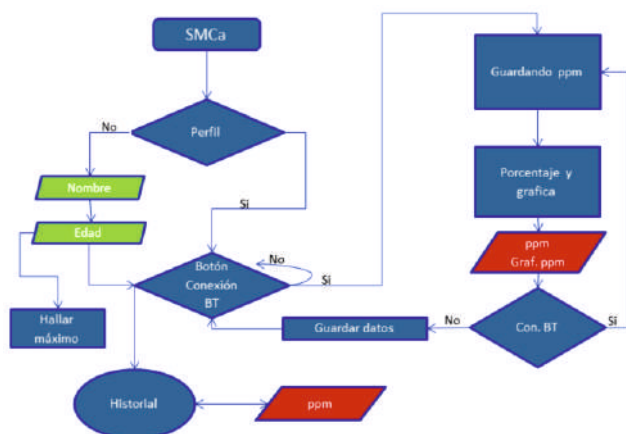 SMCa
Perfil
No
Si
Nombre
Edad
Hallar
máximo
Botón
Conexión
BT
No
Si
Historial
ppm
Guardando ppm
Porcentaje y
grafica
ppm
Graf. ppm
Con. BT
No
Si
Guardar datos